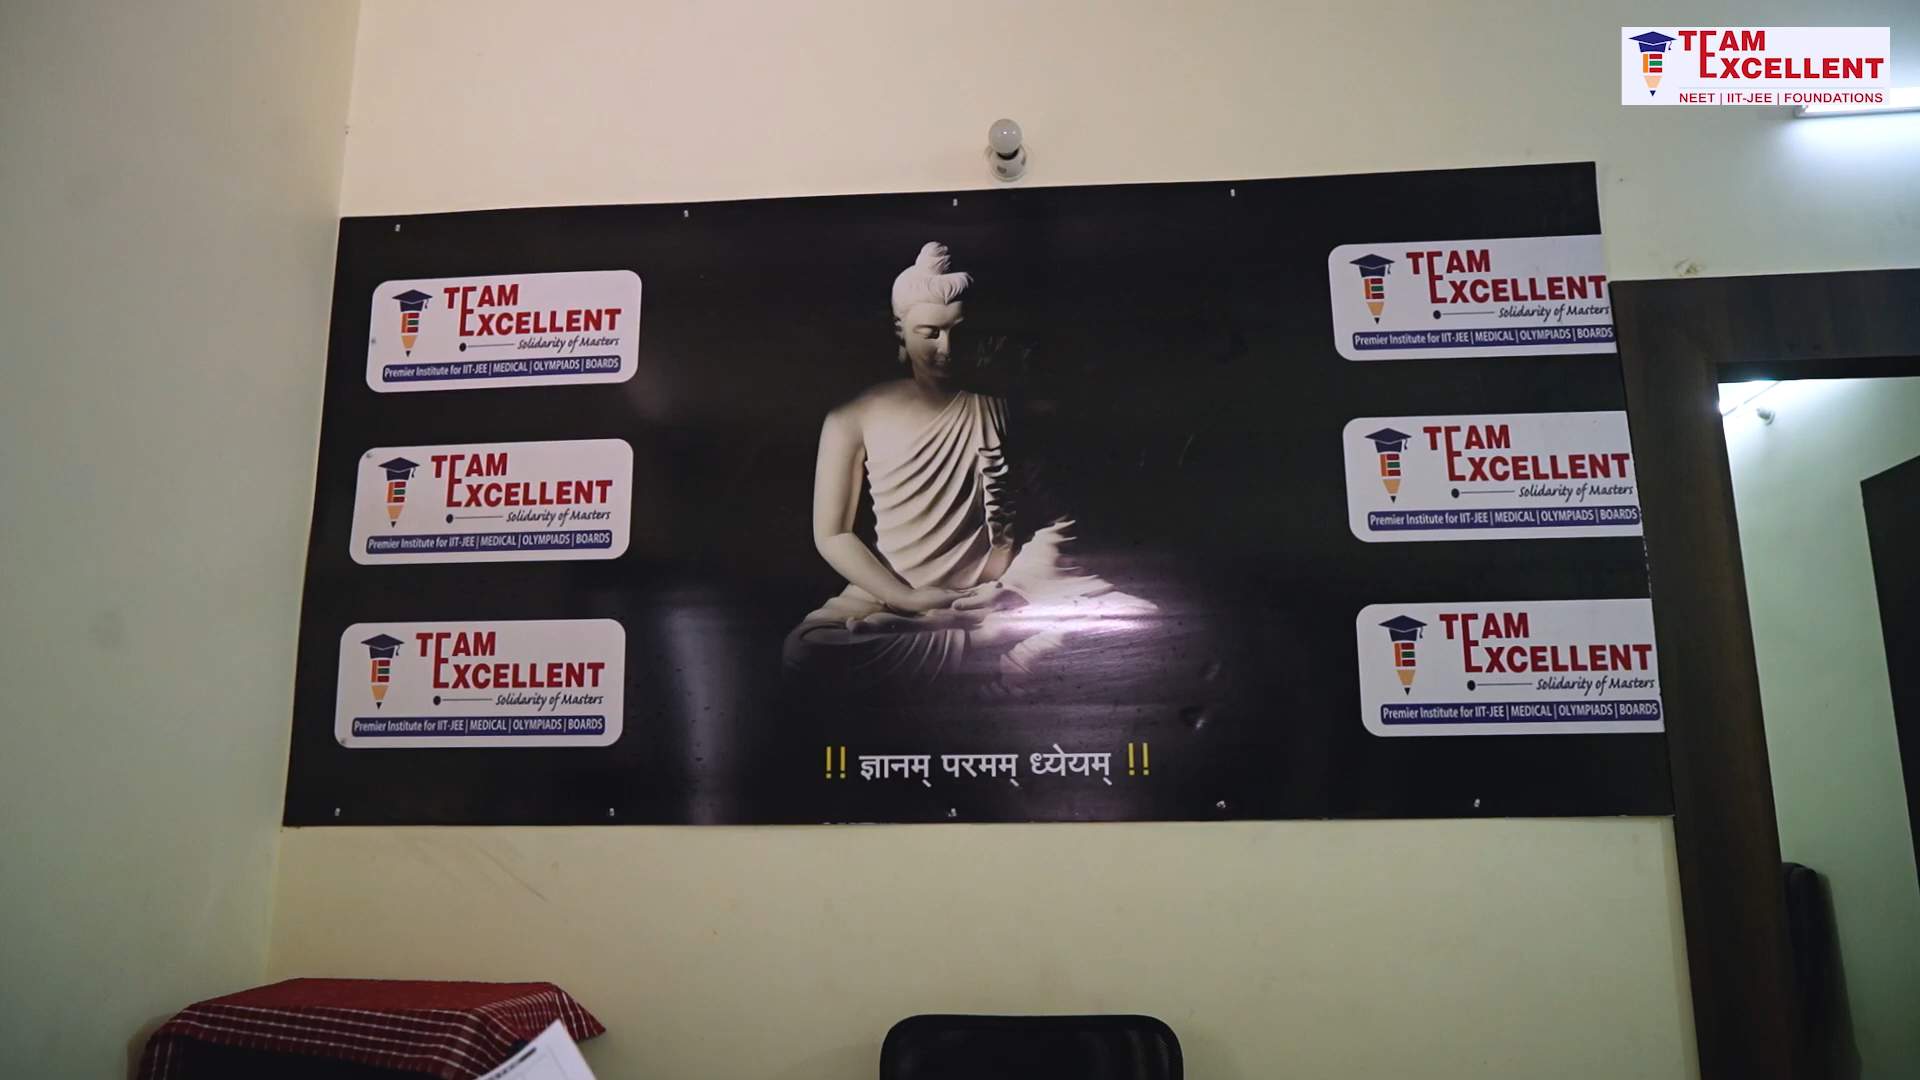 TEAM
EXCELLENT
NEET | IIT-JEE | FOUNDATIONS
TEAM
EXCELLENT
Solidarity of Masters
Premier Institute for IIT-JEE | MEDICAL | OLYMPIADS | BOARDS
TEAM
EXCELLENT
Solidarity of Masters
Premier Institute for IIT-JEE | MEDICAL | OLYMPIADS | BOARDS
TEAM
EXCELLENT
Solidarity of Masters
Premier Institute for IIT-JEE | MEDICAL | OLYMPIADS | BOARDS
TEAM
EXCELLENT
Solidarity of Masters
Premier Institute for IIT-JEE | MEDICAL | OLYMPIADS | BOARDS
TEAM
EXCELLENT
Solidarity of Masters
Premier Institute for IIT-JEE | MEDICAL | OLYMPIADS | BOARDS
TEAM
EXCELLENT
Solidarity of Masters
Premier Institute for IIT-JEE | MEDICAL | OLYMPIADS | BOARDS
!! ज्ञानम् परमम् ध्येयम् !!